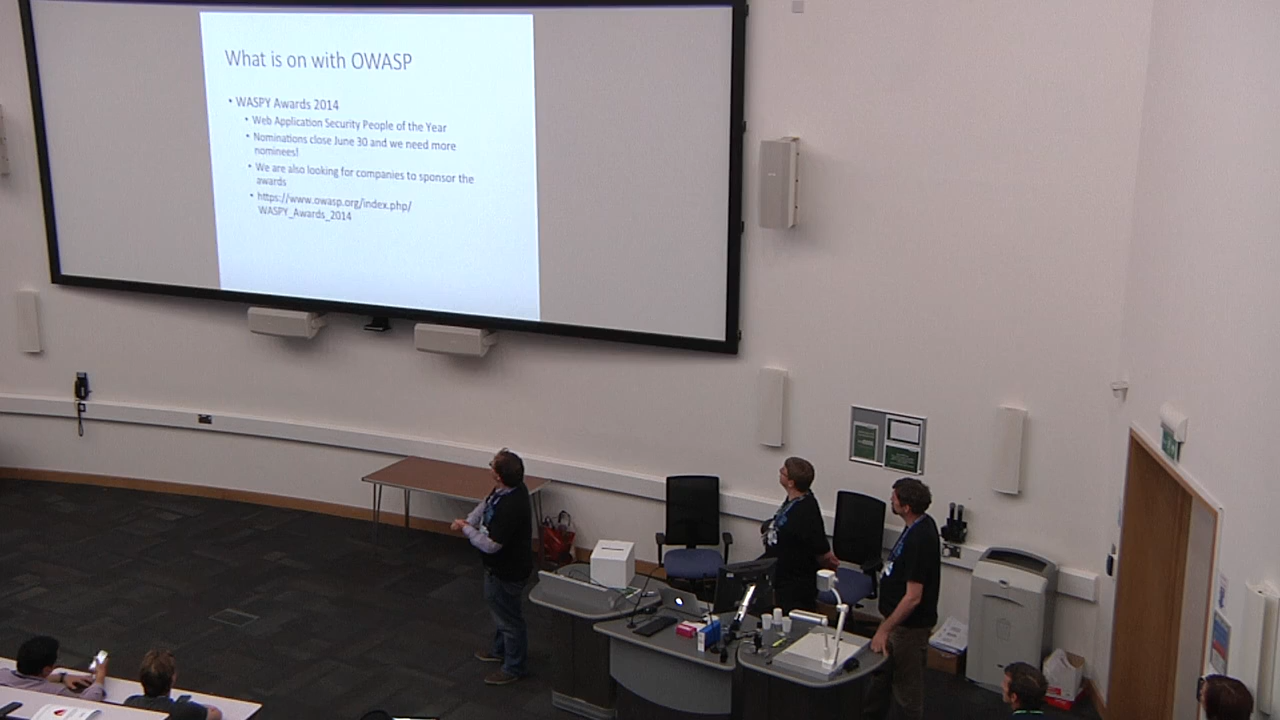 What is on with OWASP
• WASPY Awards 2014
• Web Application Security People of the Year
• Nominations close June 30 and we need more
nominees!
• We are also looking for companies to sponsor the
awards
• https://www.owasp.org/index.php/
WASPY_Awards_2014